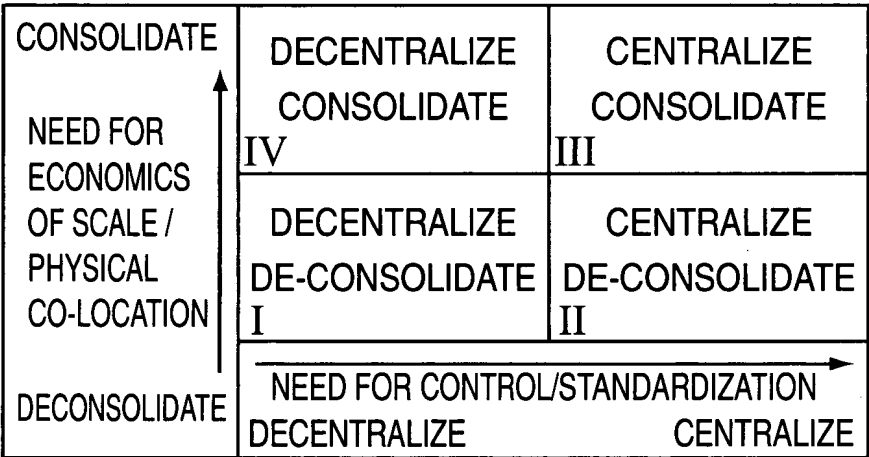 CONSOLIDATE
NEED FOR
ECONOMICS
OF SCALE /
PHYSICAL
CO-LOCATION
DECONSOLIDATE
DECENTRALIZE
CONSOLIDATE
IV
CENTRALIZE
CONSOLIDATE
III
DECENTRALIZE
DE-CONSOLIDATE
I
CENTRALIZE
DE-CONSOLIDATE
II
NEED FOR CONTROL/STANDARDIZATION
DECENTRALIZE CENTRALIZE